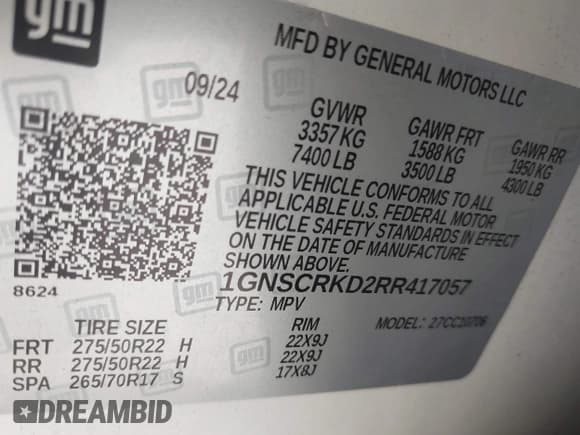 gm
MFD BY GENERAL MOTORS LLC
09/24
GVWR
3357 KG
7400 LB
GAWR FRT
1588 KG
3500 LB
GAWR RR
1950 KG
4300 LB
THIS VEHICLE CONFORMS TO ALL
APPLICABLE U.S. FEDERAL MOTOR
VEHICLE SAFETY STANDARDS IN EFFECT
ON THE DATE OF MANUFACTURE
SHOWN ABOVE.
8624
1GNSCRKD2RR417057
TYPE: MPV
MODEL:
TIRE SIZE
RIM
FRT 275/50R22 H 22X9J
RR 275/50R22 H 22X9J
SPA 265/70R17 S 17X8J
DREAMBID